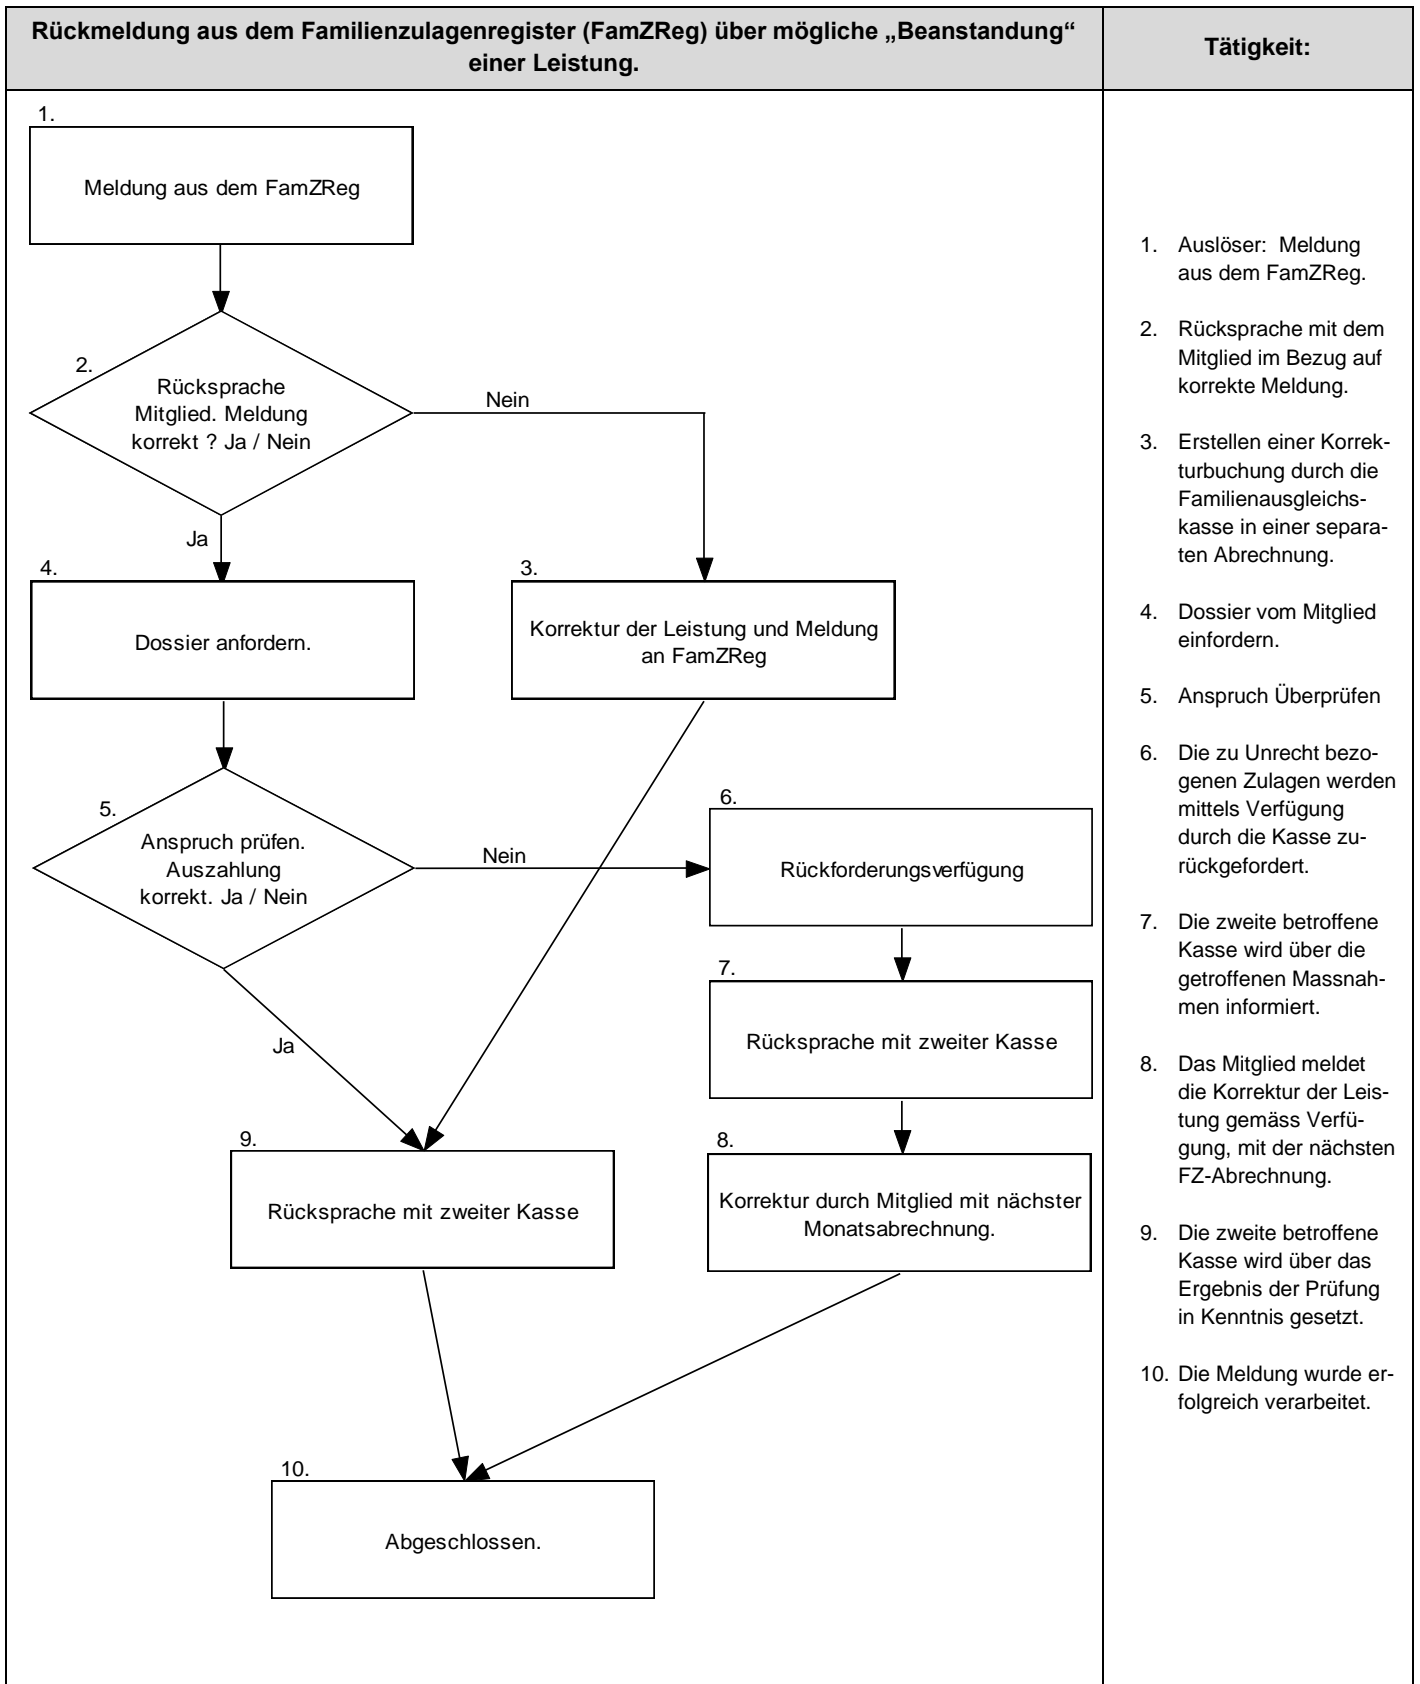 Rückmeldung aus dem Familienzulagenregister (FamZReg) über mögliche „Beanstandung“
einer Leistung.
Tätigkeit:
1.
Meldung aus dem FamZReg
2.
Rücksprache
Mitglied. Meldung
korrekt ? Ja / Nein
Nein
Ja
4.
Dossier anfordern.
3.
Korrektur der Leistung und Meldung
an FamZReg
5.
Anspruch prüfen.
Auszahlung
korrekt. Ja / Nein
Nein
6.
Rückforderungsverfügung
7.
Rücksprache mit zweiter Kasse
Ja
9.
Rücksprache mit zweiter Kasse
8.
Korrektur durch Mitglied mit nächster
Monatsabrechnung.
10.
Abgeschlossen.
1. Auslöser: Meldung
aus dem FamZReg.
2. Rücksprache mit dem
Mitglied im Bezug auf
korrekte Meldung.
3. Erstellen einer Korrek-
turbuchung durch die
Familienausgleichs-
kasse in einer separa-
ten Abrechnung.
4. Dossier vom Mitglied
einfordern.
5. Anspruch Überprüfen
6. Die zu Unrecht bezo-
genen Zulagen werden
mittels Verfügung
durch die Kasse zu-
rückgefordert.
7. Die zweite betroffene
Kasse wird über die
getroffenen Massnah-
men informiert.
8. Das Mitglied meldet
die Korrektur der Leis-
tung gemäss Verfü-
gung, mit der nächsten
FZ-Abrechnung.
9. Die zweite betroffene
Kasse wird über das
Ergebnis der Prüfung
in Kenntnis gesetzt.
10. Die Meldung wurde er-
folgreich verarbeitet.